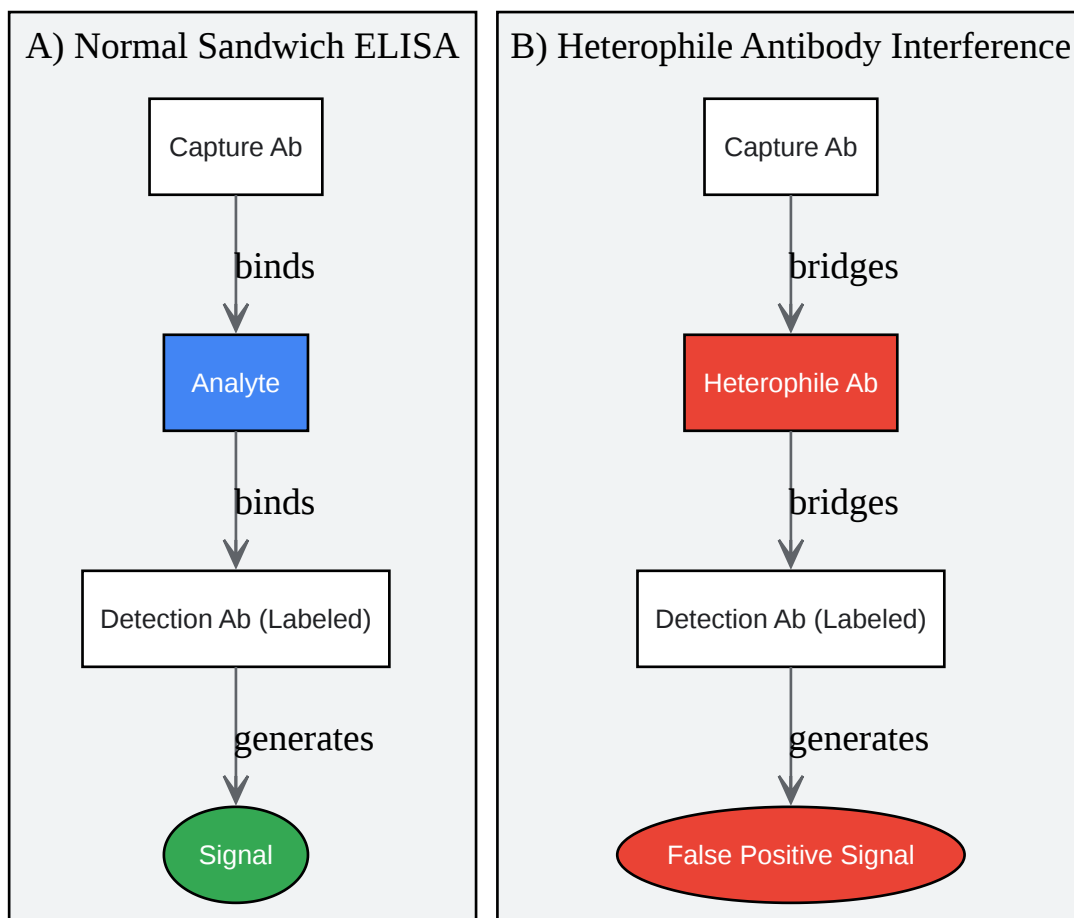 A) Normal Sandwich ELISA
Capture Ab
binds
Analyte
binds
Detection Ab (Labeled)
generates
Signal
B) Heterophile Antibody Interference
Capture Ab
bridges
Heterophile Ab
bridges
Detection Ab (Labeled)
generates
False Positive Signal